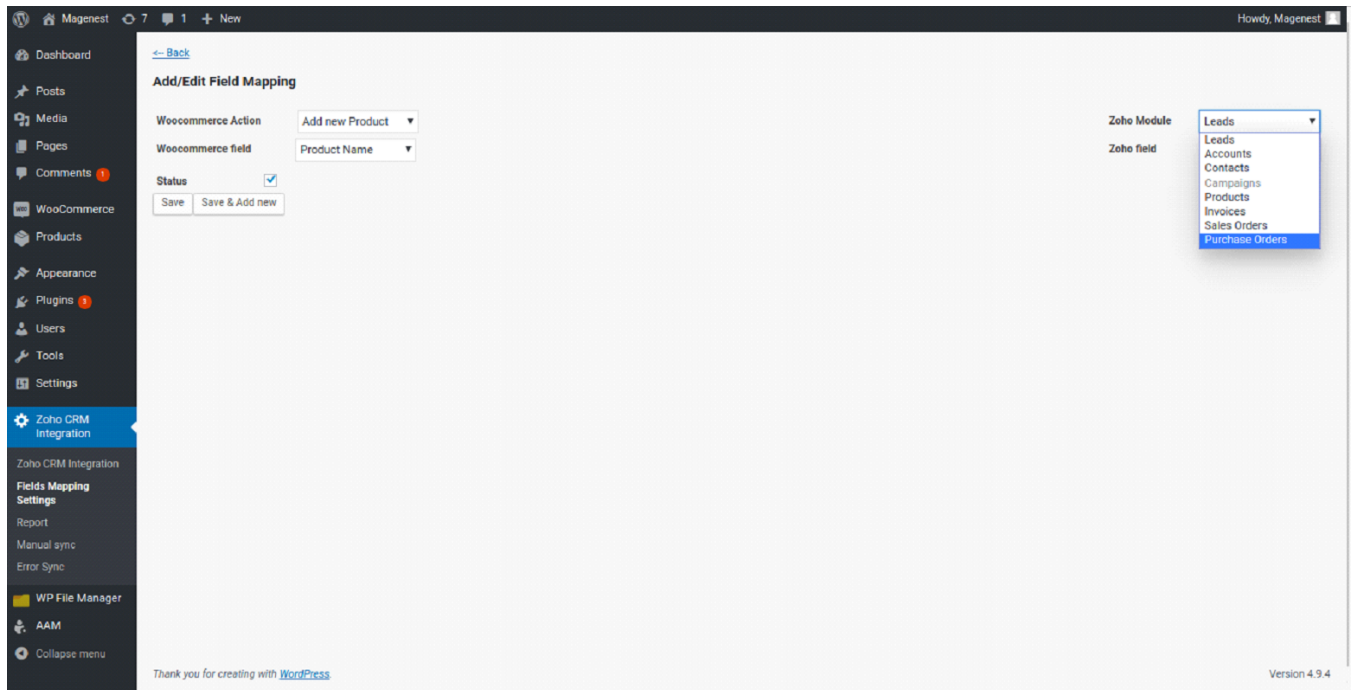 Magenest 7 1 + New
Howdy, Magenest
Dashboard
Posts
Media
Pages
Comments 1
WooCommerce
Products
Appearance
Plugins
Users
Tools
Settings
Zoho CRM
Integration
Zoho CRM Integration
Fields Mapping
Settings
Report
Manual sync
Error Sync
WP File Manager
AAM
Collapse menu
<-- Back
Add/Edit Field Mapping
Woocommerce Action Add new Product
Woocommerce field Product Name
Status
Save Save & Add new
Zoho Module Leads
Zoho field
Leads
Accounts
Contacts
Campaigns
Products
Invoices
Sales Orders
Purchase Orders
Thank you for creating with WordPress.
Version 4.9.4